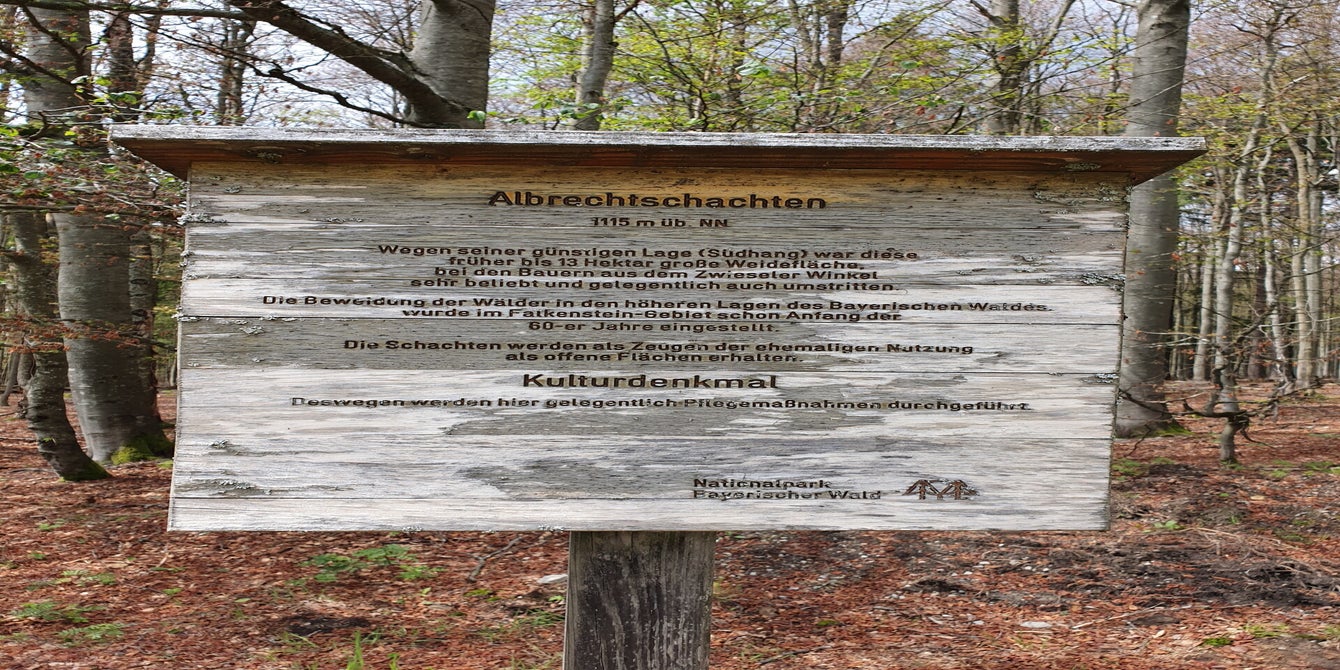 Albrechtschachten
1115 m üb. NN
Wegen seiner günstigen Lage (Südhang) war diese
früher bis 13 Hektar große Weidefläche,
bei den Bauern aus dem Zwieseler Winkel
sehr beliebt und gelegentlich auch umstritten.
Die Beweidung der Wälder in den höheren Lagen des Bayerischen Waldes,
wurde im Falkenstein-Gebiet schon Anfang der
60-er Jahre eingestellt.
Die Schachten werden als Zeugen der ehemaligen Nutzung
als offene Flächen erhalten.
Kulturdenkmal
Deswegen werden hier gelegentlich Pflegemaßnahmen durchgeführt.
Nationalpark
Bayerischer Wald